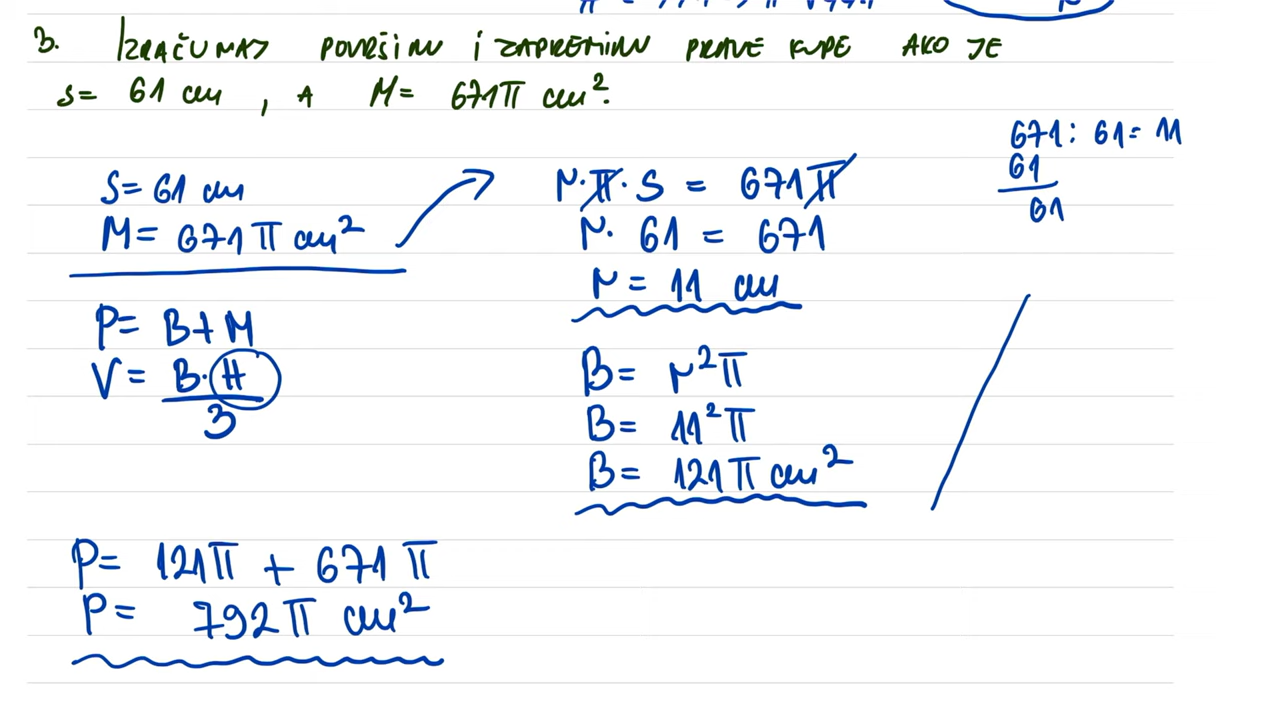 3. IZRAČUNAJ POVRŠINU I ZAPREMINU PRAVE KUPE AKO JE
s= 61 cm, A M= 671π cm².
S= 61 cm
M= 671π cm²
P= B+M
V= B·H
3
r·π·S = 671π
r· 61 = 671
r = 11 cm
671 : 61 = 11
61
61
B= r²π
B= 11²π
B= 121π cm²
P= 121π + 671π
P= 792π cm²